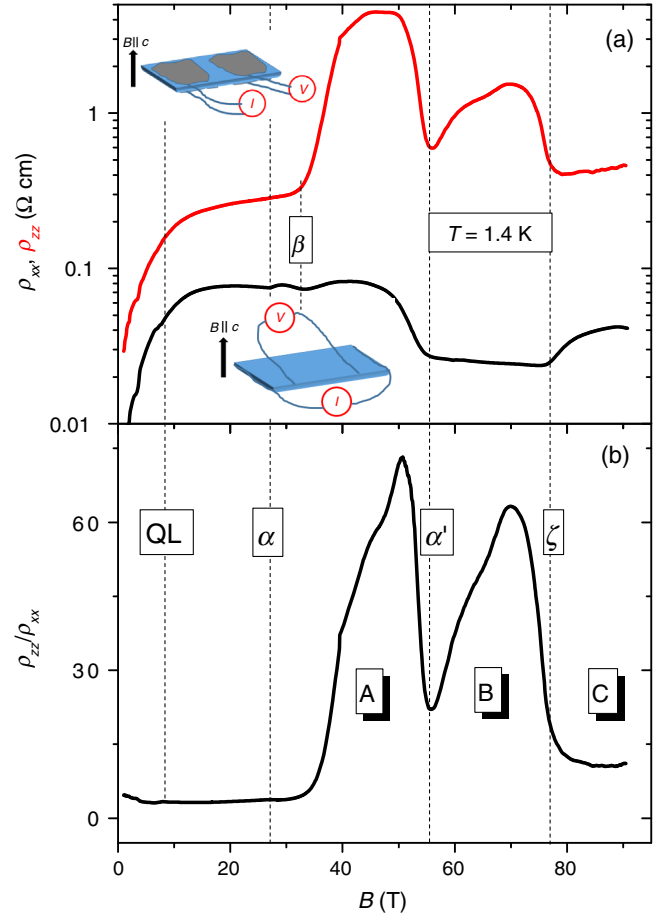 (a)
B|| c
V
I
1
ρxx, ρzz (Ω cm)
T = 1.4 K
β
0.1
B|| c
V
I
0.01
(b)
60
QL
α
α'
ζ
ρzz/ρxx
30
A
B
C
0
0 20 40 60 80
B (T)